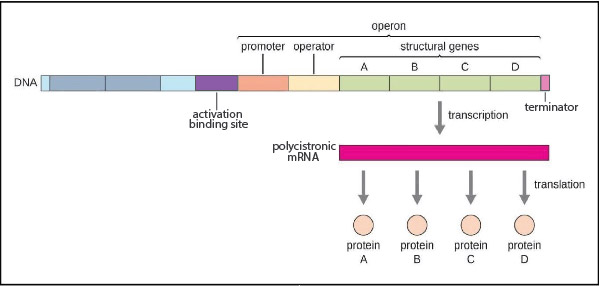 operon
promoter
operator
structural genes
A
B
C
D
DNA
activation
binding site
terminator
transcription
polycistronic
mRNA
translation
protein
A
protein
B
protein
C
protein
D